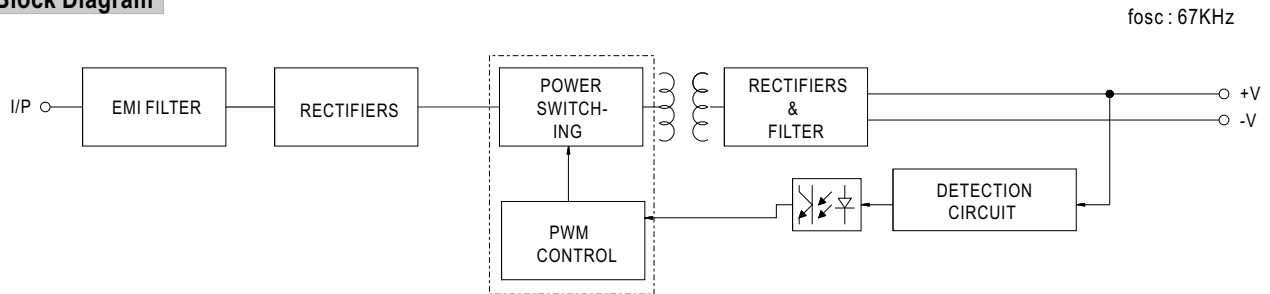 Block Diagram
fosc : 67KHz
I/P
EMI FILTER
RECTIFIERS
POWER
SWITCH-
ING
RECTIFIERS
&
FILTER
+V
-V
DETECTION
CIRCUIT
PWM
CONTROL